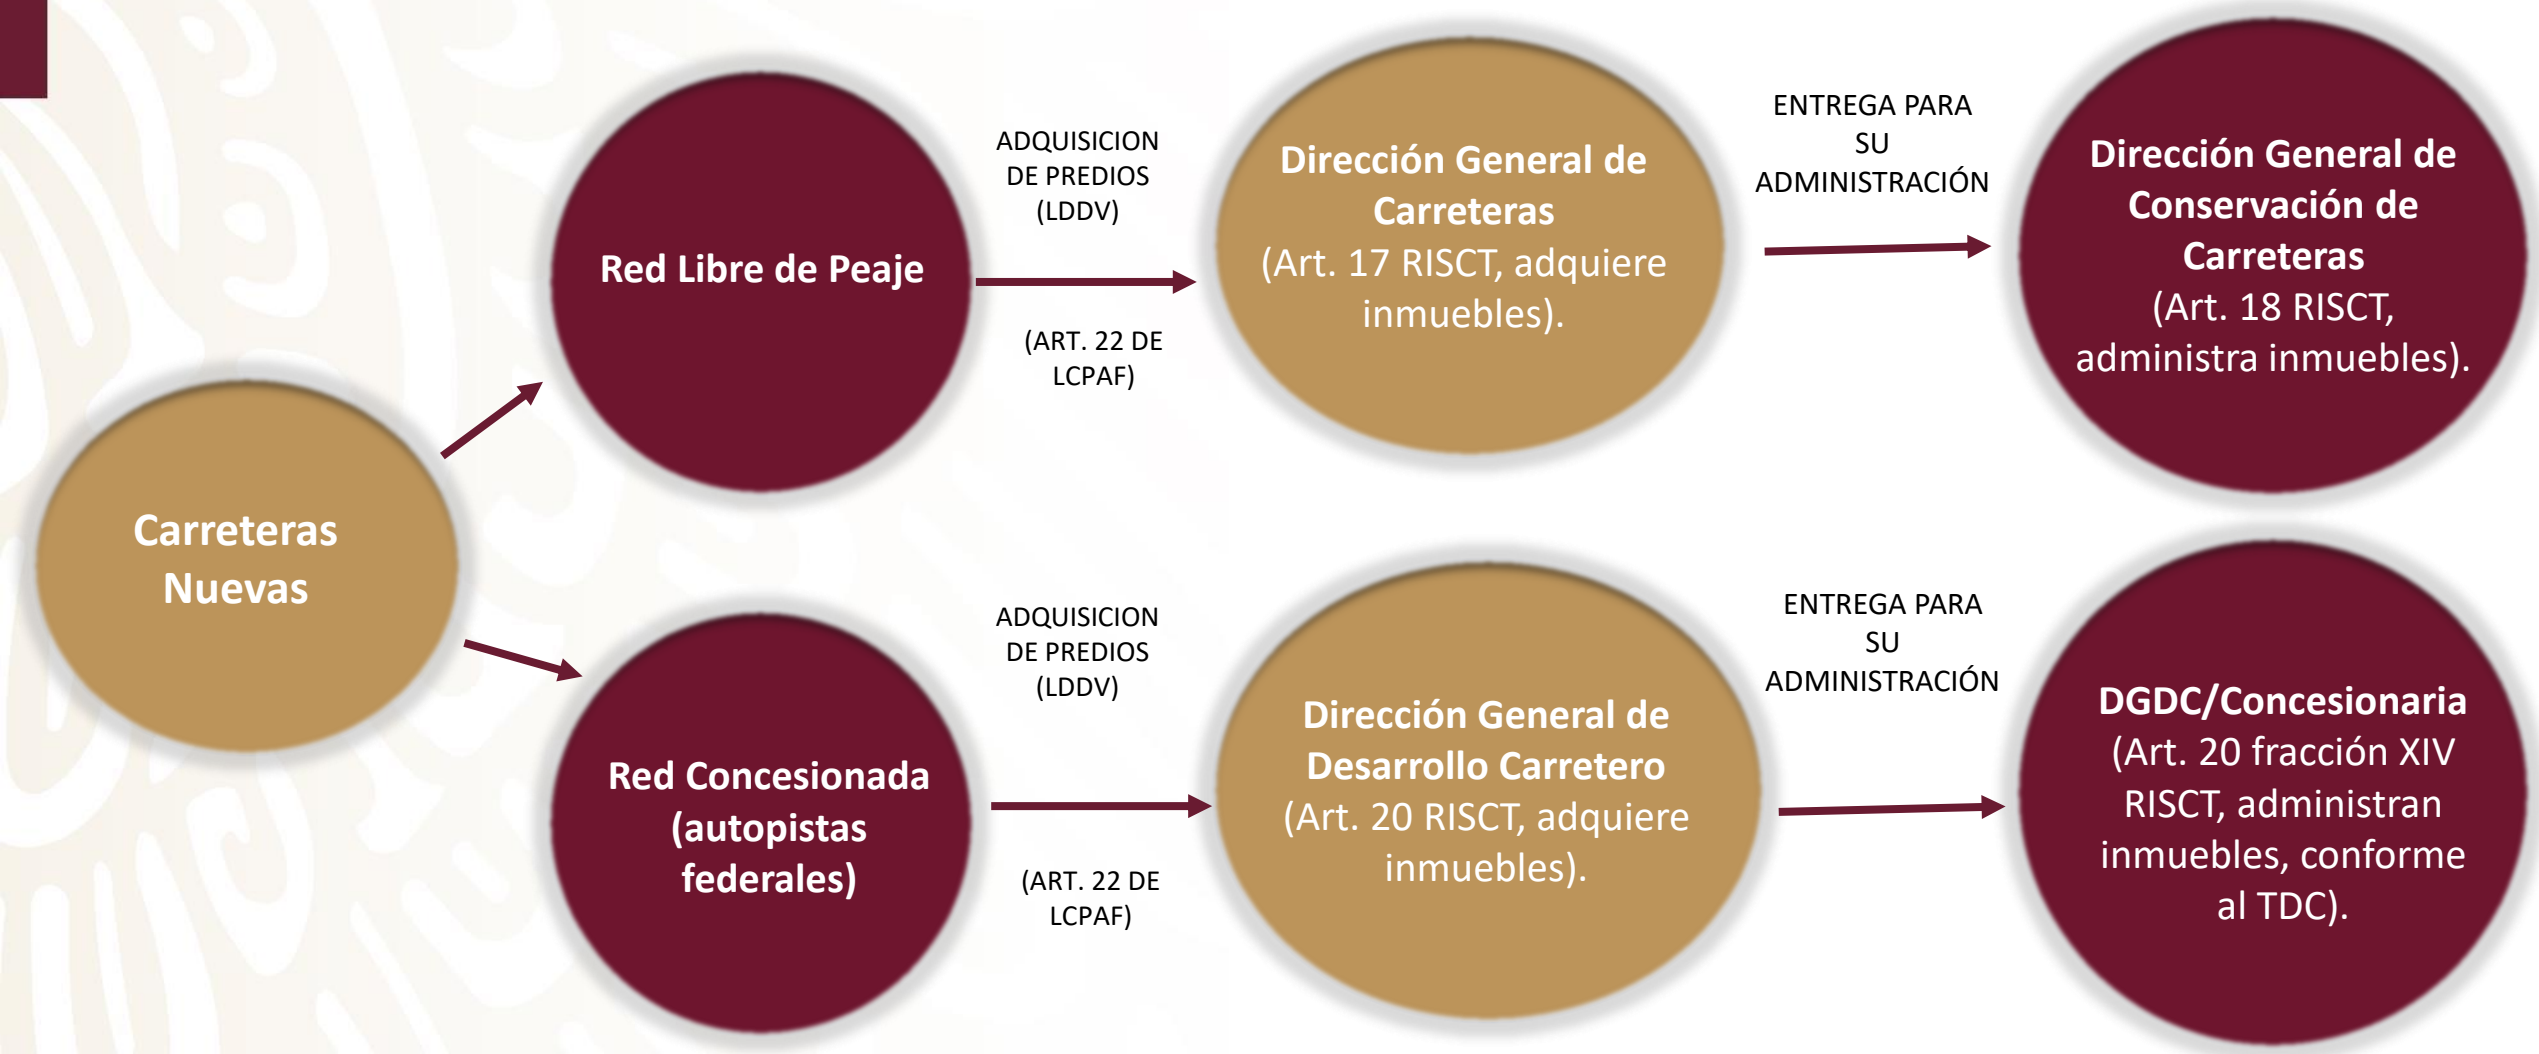 Carreteras
Nuevas
Red Libre de Peaje
ADQUISICION
DE PREDIOS
(LDDV)
(ART. 22 DE
LCPAF)
Dirección General de
Carreteras
(Art. 17 RISCT, adquiere
inmuebles).
ENTREGA PARA
SU
ADMINISTRACIÓN
Dirección General de
Conservación de
Carreteras
(Art. 18 RISCT,
administra inmuebles).
Red Concesionada
(autopistas
federales)
ADQUISICION
DE PREDIOS
(LDDV)
(ART. 22 DE
LCPAF)
Dirección General de
Desarrollo Carretero
(Art. 20 RISCT, adquiere
inmuebles).
ENTREGA PARA
SU
ADMINISTRACIÓN
DGDC/Concesionaria
(Art. 20 fracción XIV
RISCT, administran
inmuebles, conforme
al TDC).